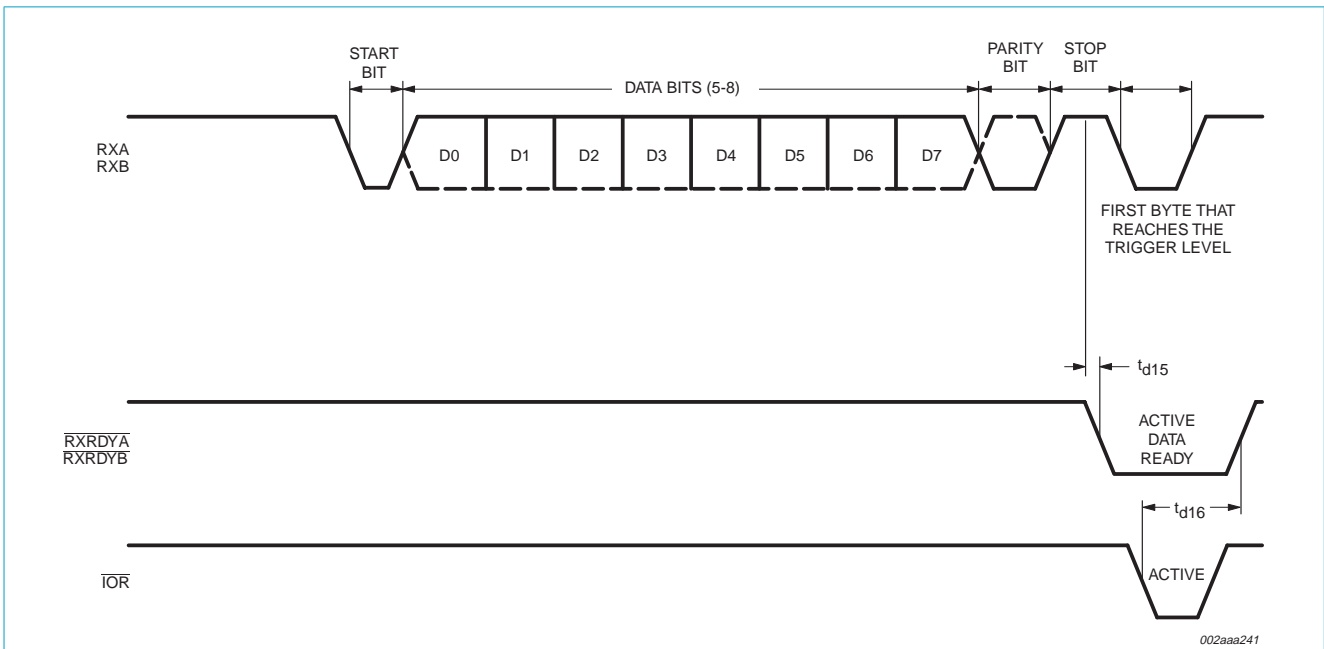 START
BIT
DATA BITS (5-8)
PARITY
BIT
STOP
BIT
RXA
RXB
D0 D1 D2 D3 D4 D5 D6 D7
FIRST BYTE THAT
REACHES THE
TRIGGER LEVEL
td15
RXRDYA
RXRDYB
ACTIVE
DATA
READY
td16
IOR
ACTIVE
002aaa241